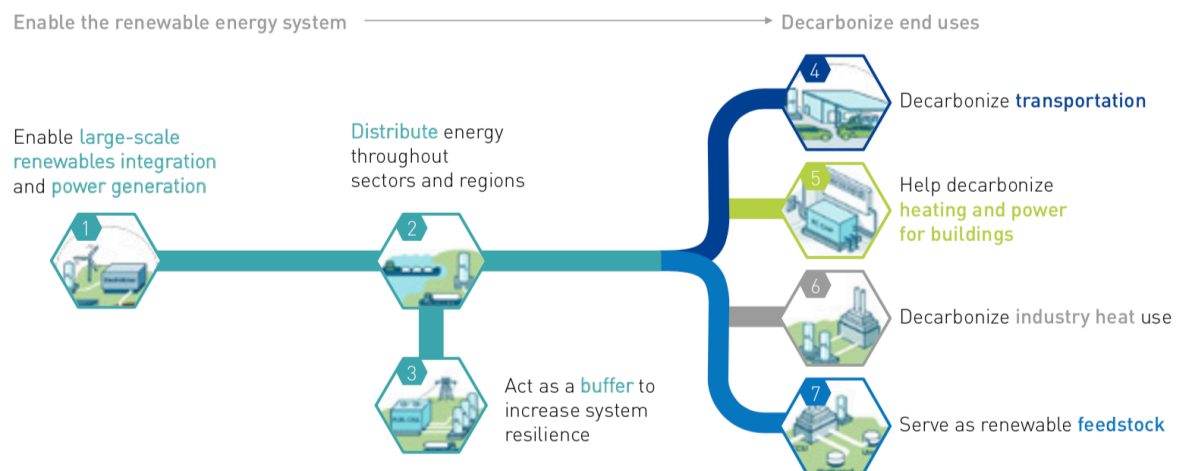 Enable the renewable energy system
Decarbonize end uses
Enable large-scale
renewables integration
and power generation
1
Distribute energy
throughout
sectors and regions
2
3
Act as a buffer to
increase system
resilience
4
Decarbonize transportation
5
Help decarbonize
heating and power
for buildings
6
Decarbonize industry heat use
7
Serve as renewable feedstock